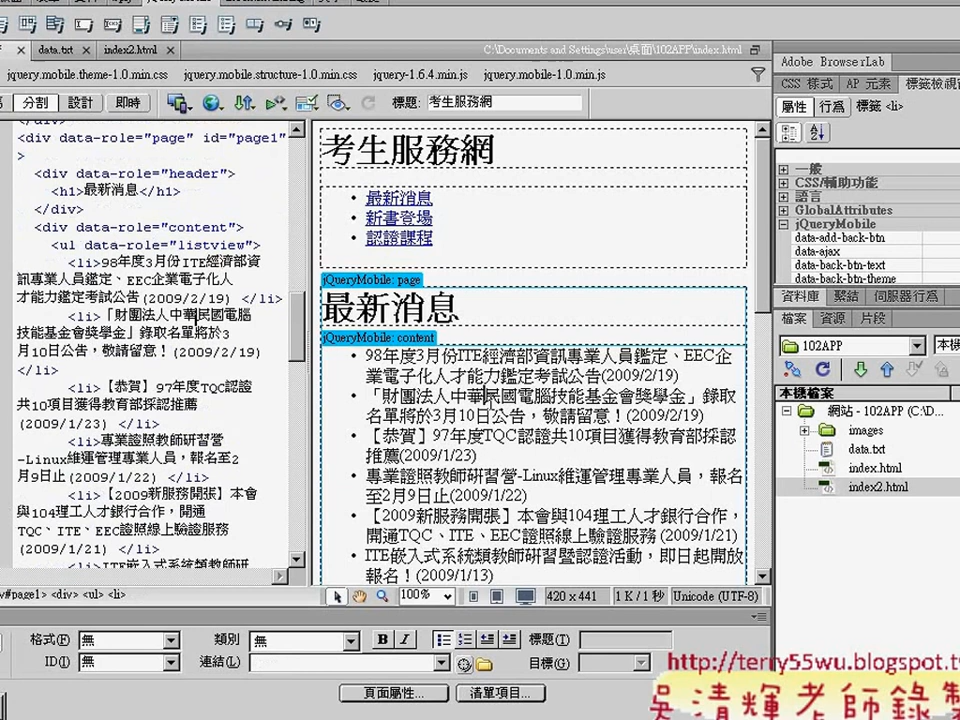 jQuery Mobile
data.txt
index2.html
C:\Documents and Settings\user\桌面\102APP\index.html
jquery.mobile.theme-1.0.min.css
jquery.mobile.structure-1.0.min.css
jquery-1.6.4.min.js
jquery.mobile-1.0.min.js
分割
設計
即時
標題:
考生服務網
<div data-role="page" id="page1"
>
<div data-role="header">
<h1>最新消息</h1>
</div>
<div data-role="content">
<ul data-role="listview">
<li>98年度3月份ITE經濟部資
訊專業人員鑑定、EEC企業電子化人
才能力鑑定考試公告(2009/2/19) </li>
<li>「財團法人中華民國電腦
技能基金會獎學金」錄取名單將於3
月10日公告，敬請留意！(2009/2/19)
</li>
<li>【恭賀】97年度TQC認證
共10項目獲得教育部採認推薦
(2009/1/23) </li>
<li>專業證照教師研習營
-Linux維運管理專業人員，報名至2
月9日止(2009/1/22) </li>
<li>【2009新服務開張】本會
與104理工人才銀行合作，開通
TQC、ITE、EEC證照線上驗證服務
(2009/1/21) </li>
<li>ITE嵌入式系統類教師研
考生服務網
最新消息
新書登場
認證課程
jQueryMobile: page
最新消息
jQueryMobile: content
98年度3月份ITE經濟部資訊專業人員鑑定、EEC企
業電子化人才能力鑑定考試公告(2009/2/19)
「財團法人中華民國電腦技能基金會獎學金」錄取
名單將於3月10日公告，敬請留意！(2009/2/19)
【恭賀】97年度TQC認證共10項目獲得教育部採認
推薦(2009/1/23)
專業證照教師研習營-Linux維運管理專業人員，報名
至2月9日止(2009/1/22)
【2009新服務開張】本會與104理工人才銀行合作，
開通TQC、ITE、EEC證照線上驗證服務 (2009/1/21)
ITE嵌入式系統類教師研習暨認證活動，即日起開放
報名！(2009/1/13)
Adobe BrowserLab
CSS 樣式
AP 元素
標籤檢視
屬性
行為
標籤 <li>
一般
CSS/輔助功能
語言
GlobalAttributes
jQueryMobile
data-add-back-btn
data-ajax
data-back-btn-text
data-back-btn-theme
資料庫
繫結
伺服器行為
檔案
資源
片段
102APP
本機
本機檔案
網站 - 102APP (C:\D...
images
data.txt
index.html
index2.html
#page1> <div> <ul> <li>
100%
420 x 441
1 K / 1 秒
Unicode (UTF-8)
格式(F)
無
類別
無
B
I
標題(T)
ID(I)
無
連結(L)
目標(G)
頁面屬性...
清單項目...
http://terry55wu.blogspot.tw
吳清輝老師錄製